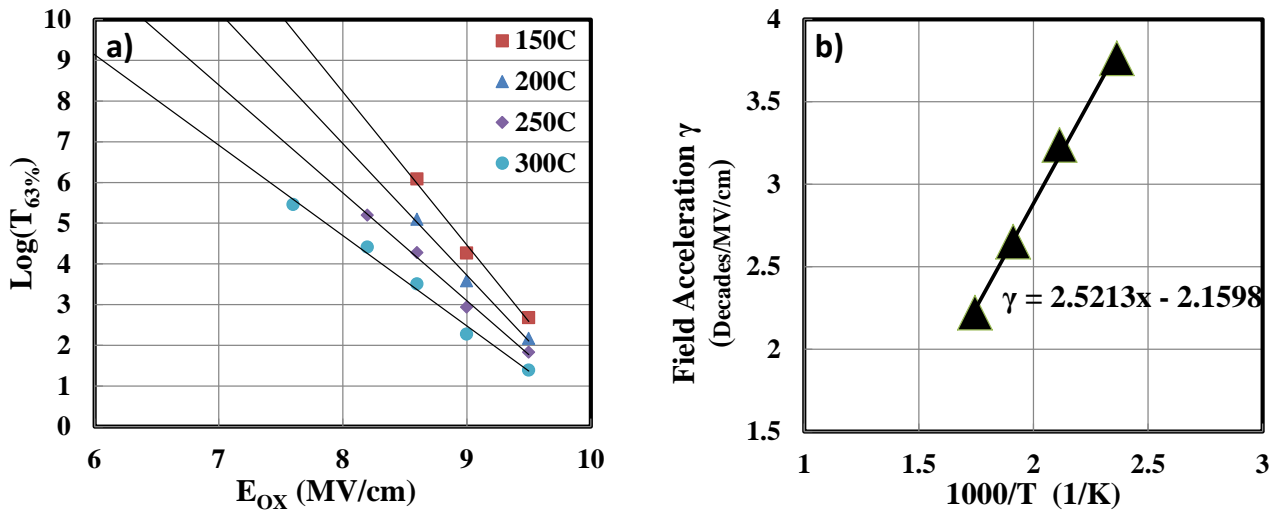 a)
10
9
8
7
6
5
4
3
2
1
0
Log(T63%)
6
7
8
9
10
EOX (MV/cm)
150C
200C
250C
300C
b)
4
3.5
3
2.5
2
1.5
Field Acceleration γ
(Decades/MV/cm)
γ = 2.5213x - 2.1598
1
1.5
2
2.5
3
1000/T (1/K)